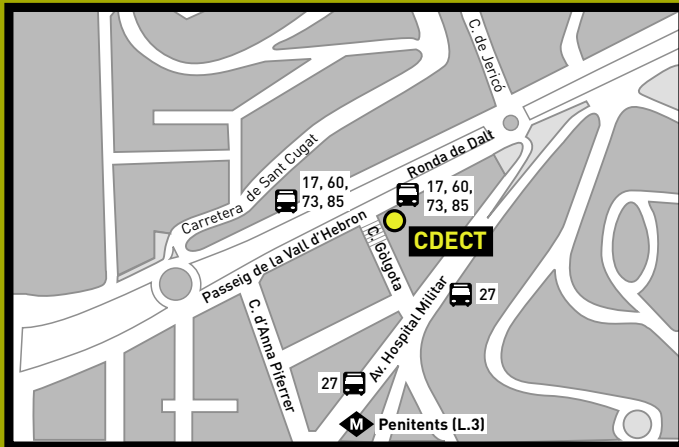 C. de Jericó
Carretera de Sant Cugat
Ronda de Dalt
17, 60,
73, 85
17, 60,
73, 85
Passeig de la Vall d'Hebron
CDECT
C. Gòlgota
27
Av. Hospital Militar
C. d'Anna Piferrer
27
M Penitents (L.3)